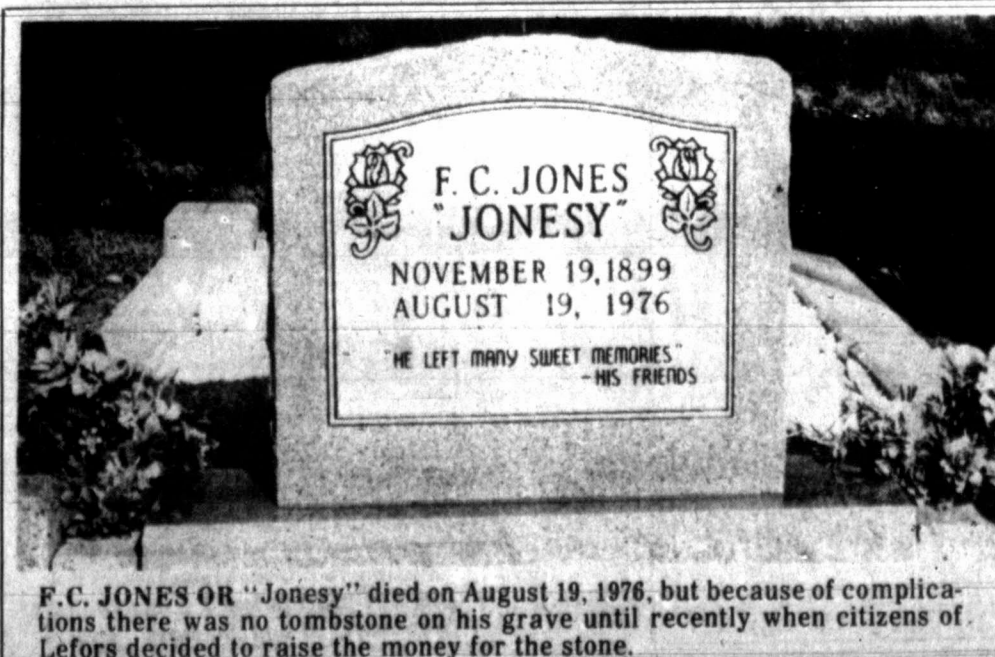 F. C. JONES
"JONESY"
NOVEMBER 19, 1899
AUGUST 19, 1976
"HE LEFT MANY SWEET MEMORIES"
-HIS FRIENDS
F.C. JONES OR "Jonesy" died on August 19, 1976, but because of complica-
tions there was no tombstone on his grave until recently when citizens of
Lefors decided to raise the money for the stone.